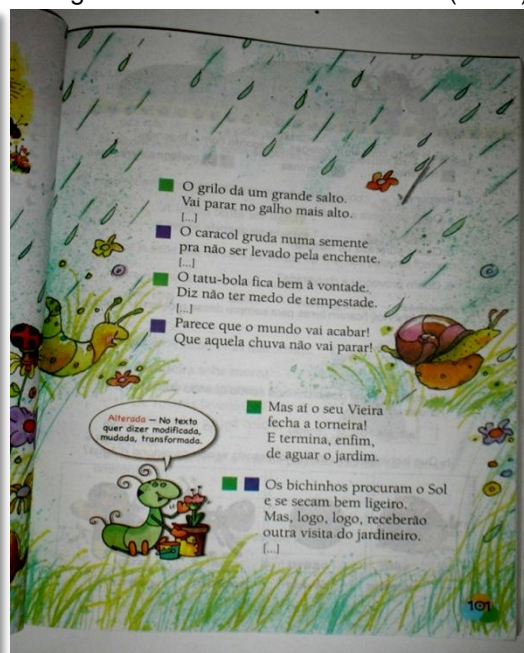 O grilo dá um grande salto.
Vai parar no galho mais alto.
[...]
O caracol gruda numa semente
pra não ser levado pela enchente.
[...]
O tatu-bola fica bem à vontade.
Diz não ter medo de tempestade.
[...]
Parece que o mundo vai acabar!
Que aquela chuva não vai parar!
Alterada — No texto
quer dizer modificada,
mudada, transformada.
Mas aí o seu Vieira
fecha a torneira!
E termina, enfim,
de aguar o jardim.
Os bichinhos procuram o Sol
e se secam bem ligeiro.
Mas, logo, logo, receberão
outra visita do jardineiro.
[...]
101